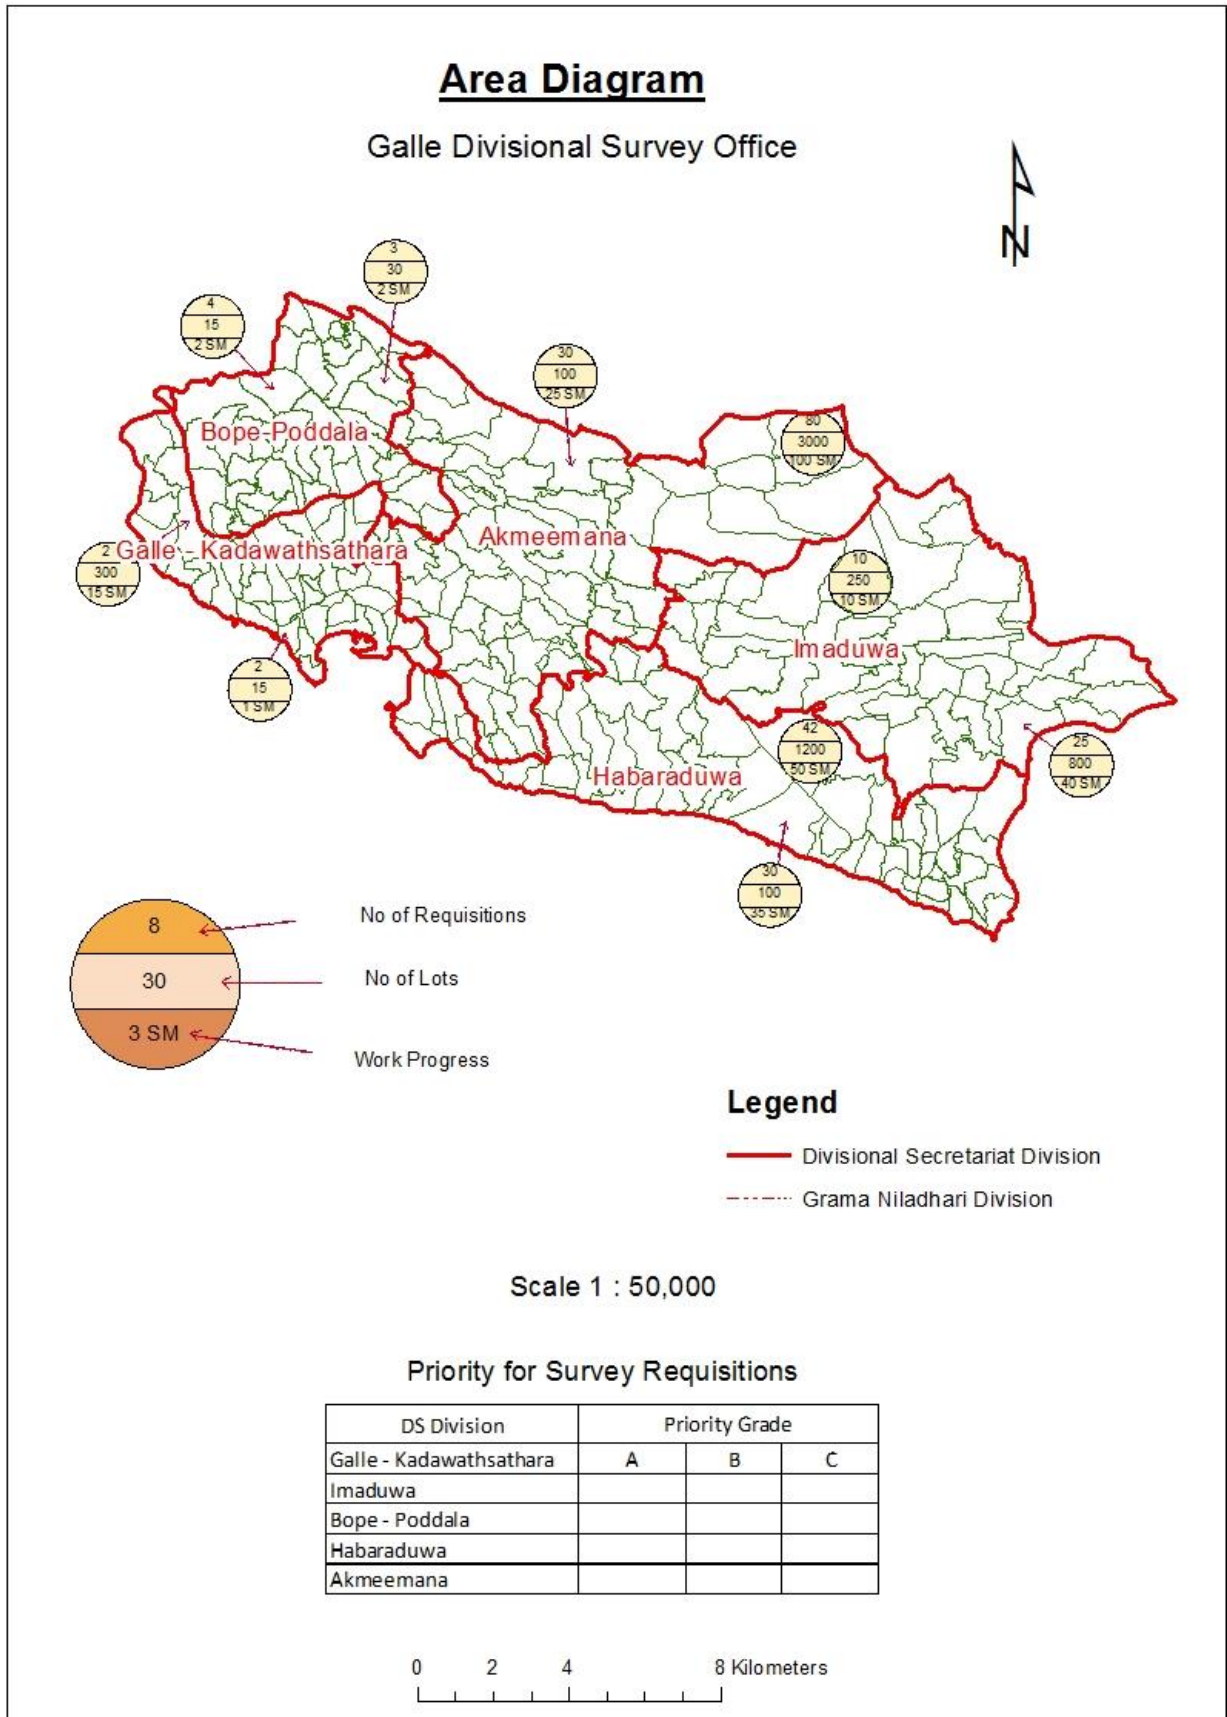 Area Diagram
Galle Divisional Survey Office
N
3
30
2 SM
4
15
2 SM
30
100
25 SM
80
3000
100 SM
Bope-Poddala
Akmeemana
Galle - Kadawathsathara
2
300
15 SM
10
250
10 SM
Imaduwa
2
15
1 SM
42
1200
50 SM
25
800
40 SM
Habaraduwa
30
100
35 SM
8
No of Requisitions
30
No of Lots
3 SM
Work Progress
Legend
Divisional Secretariat Division
Grama Niladhari Division
Scale 1 : 50,000
Priority for Survey Requisitions
DS Division Priority Grade
Galle - Kadawathsathara A B C
Imaduwa
Bope - Poddala
Habaraduwa
Akmeemana
0 2 4 8 Kilometers